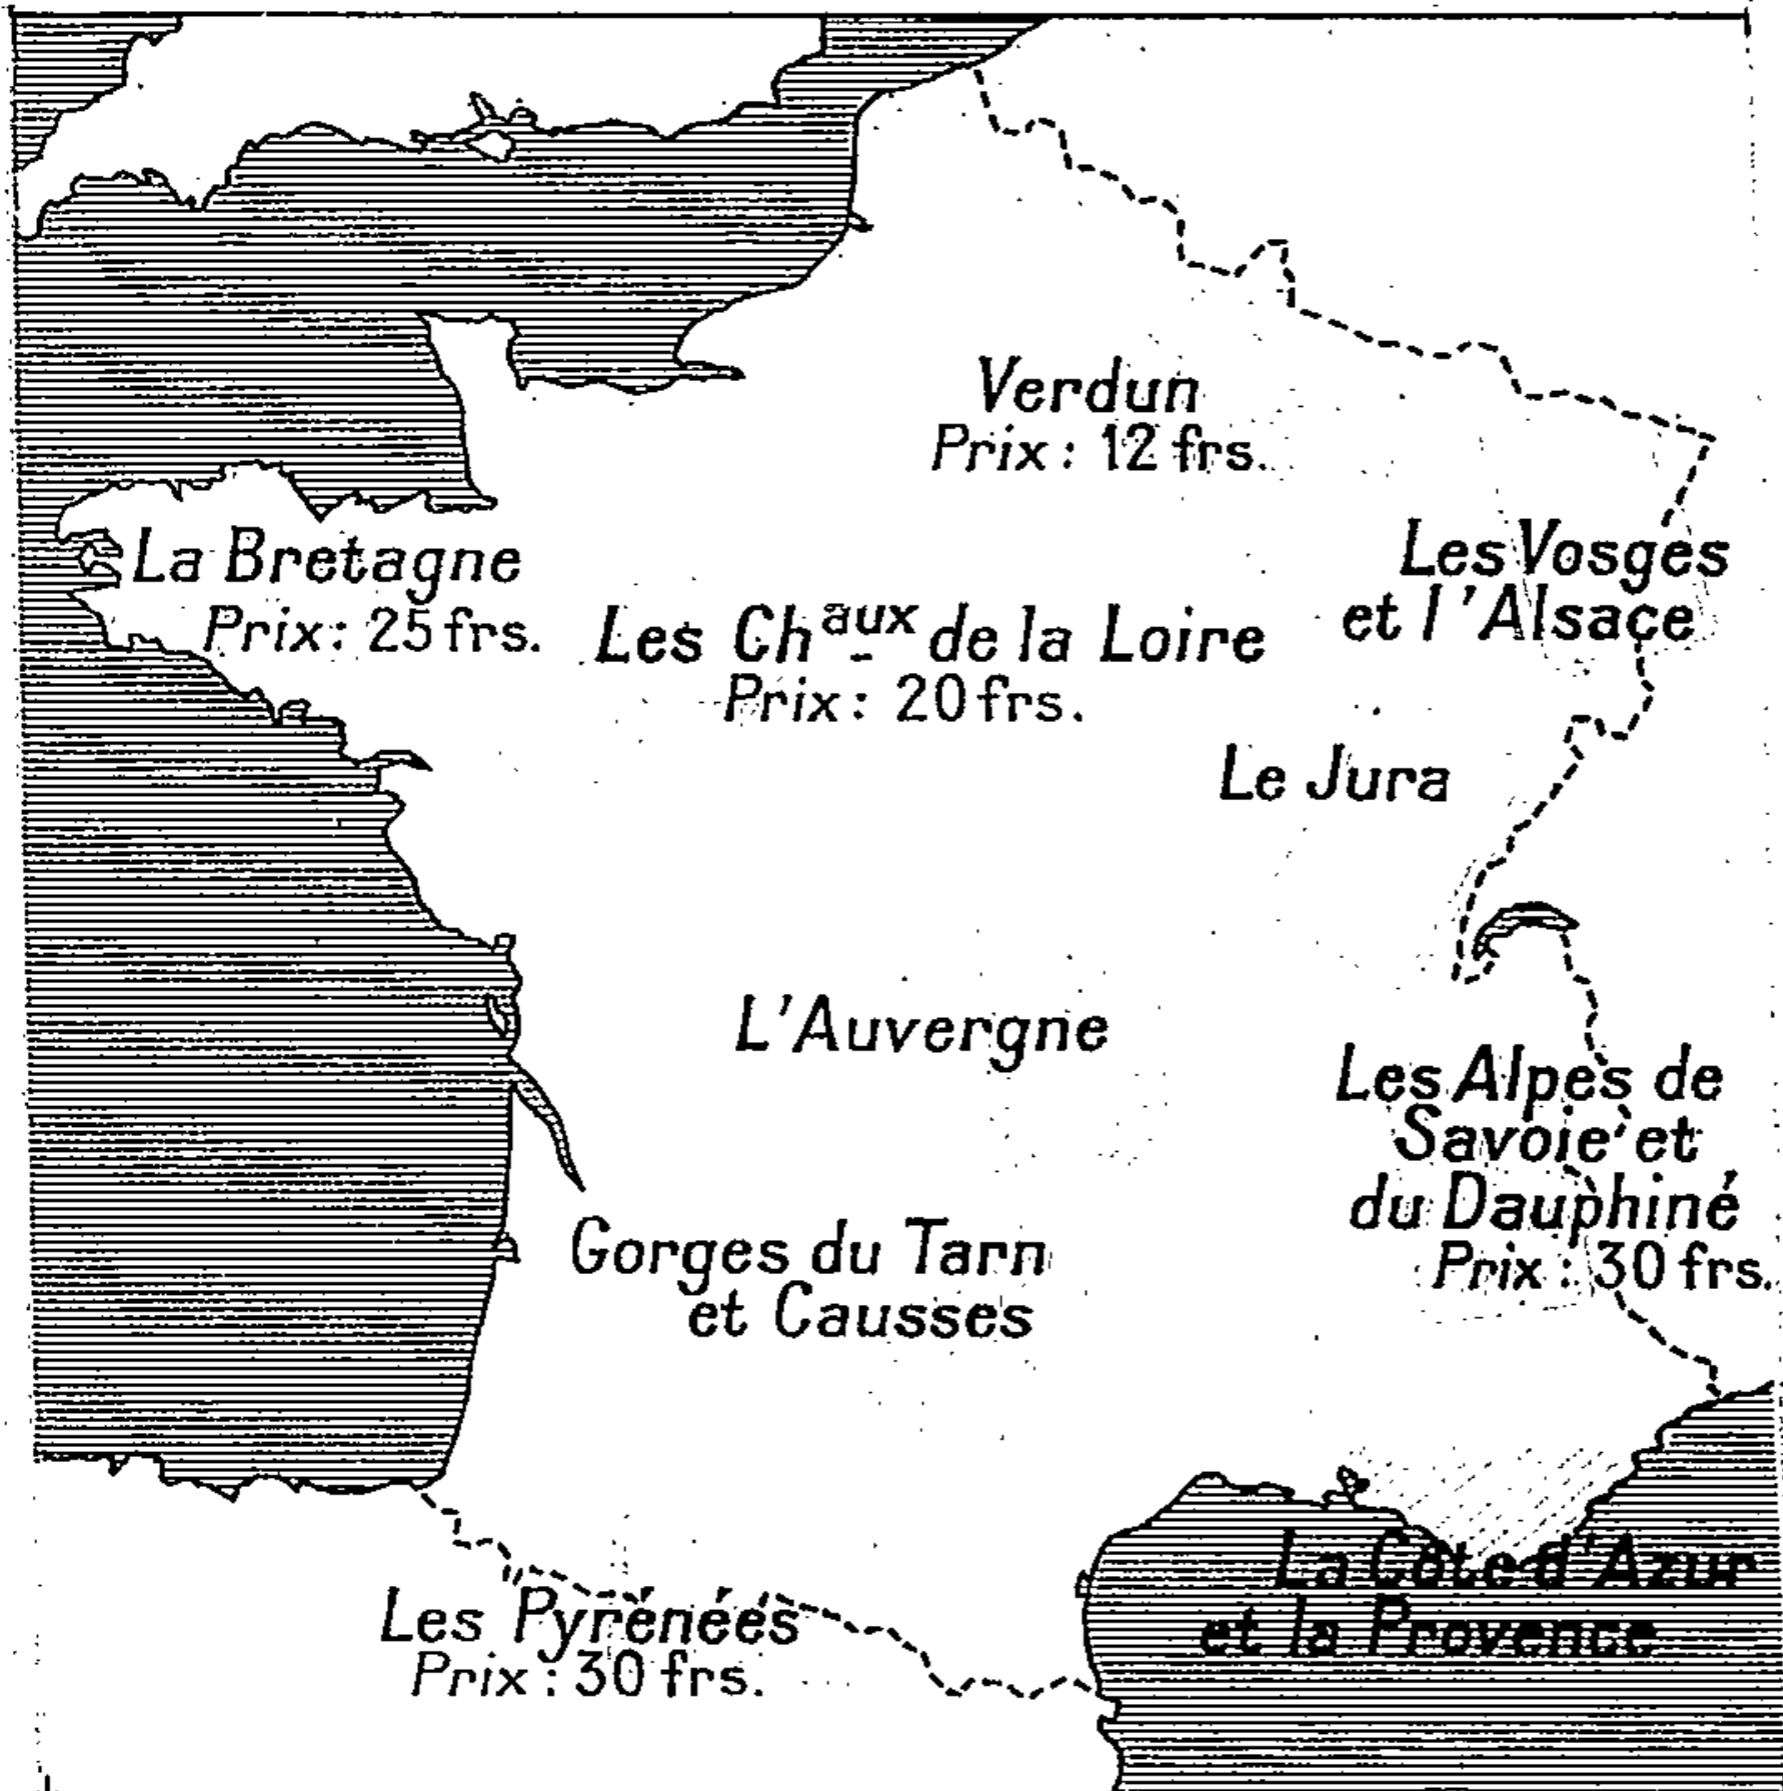 Verdun
Prix: 12 frs.
La Bretagne
Prix: 25 frs.
Les Chaux de la Loire
Prix: 20 frs.
Les Vosges
et l'Alsace
Le Jura
L'Auvergne
Les Alpes de
Savoie et
du Dauphiné
Prix: 30 frs.
Gorges du Tarn
et Causses
La Côte d'Azur
et la Provence
Les Pyrénées
Prix: 30 frs.